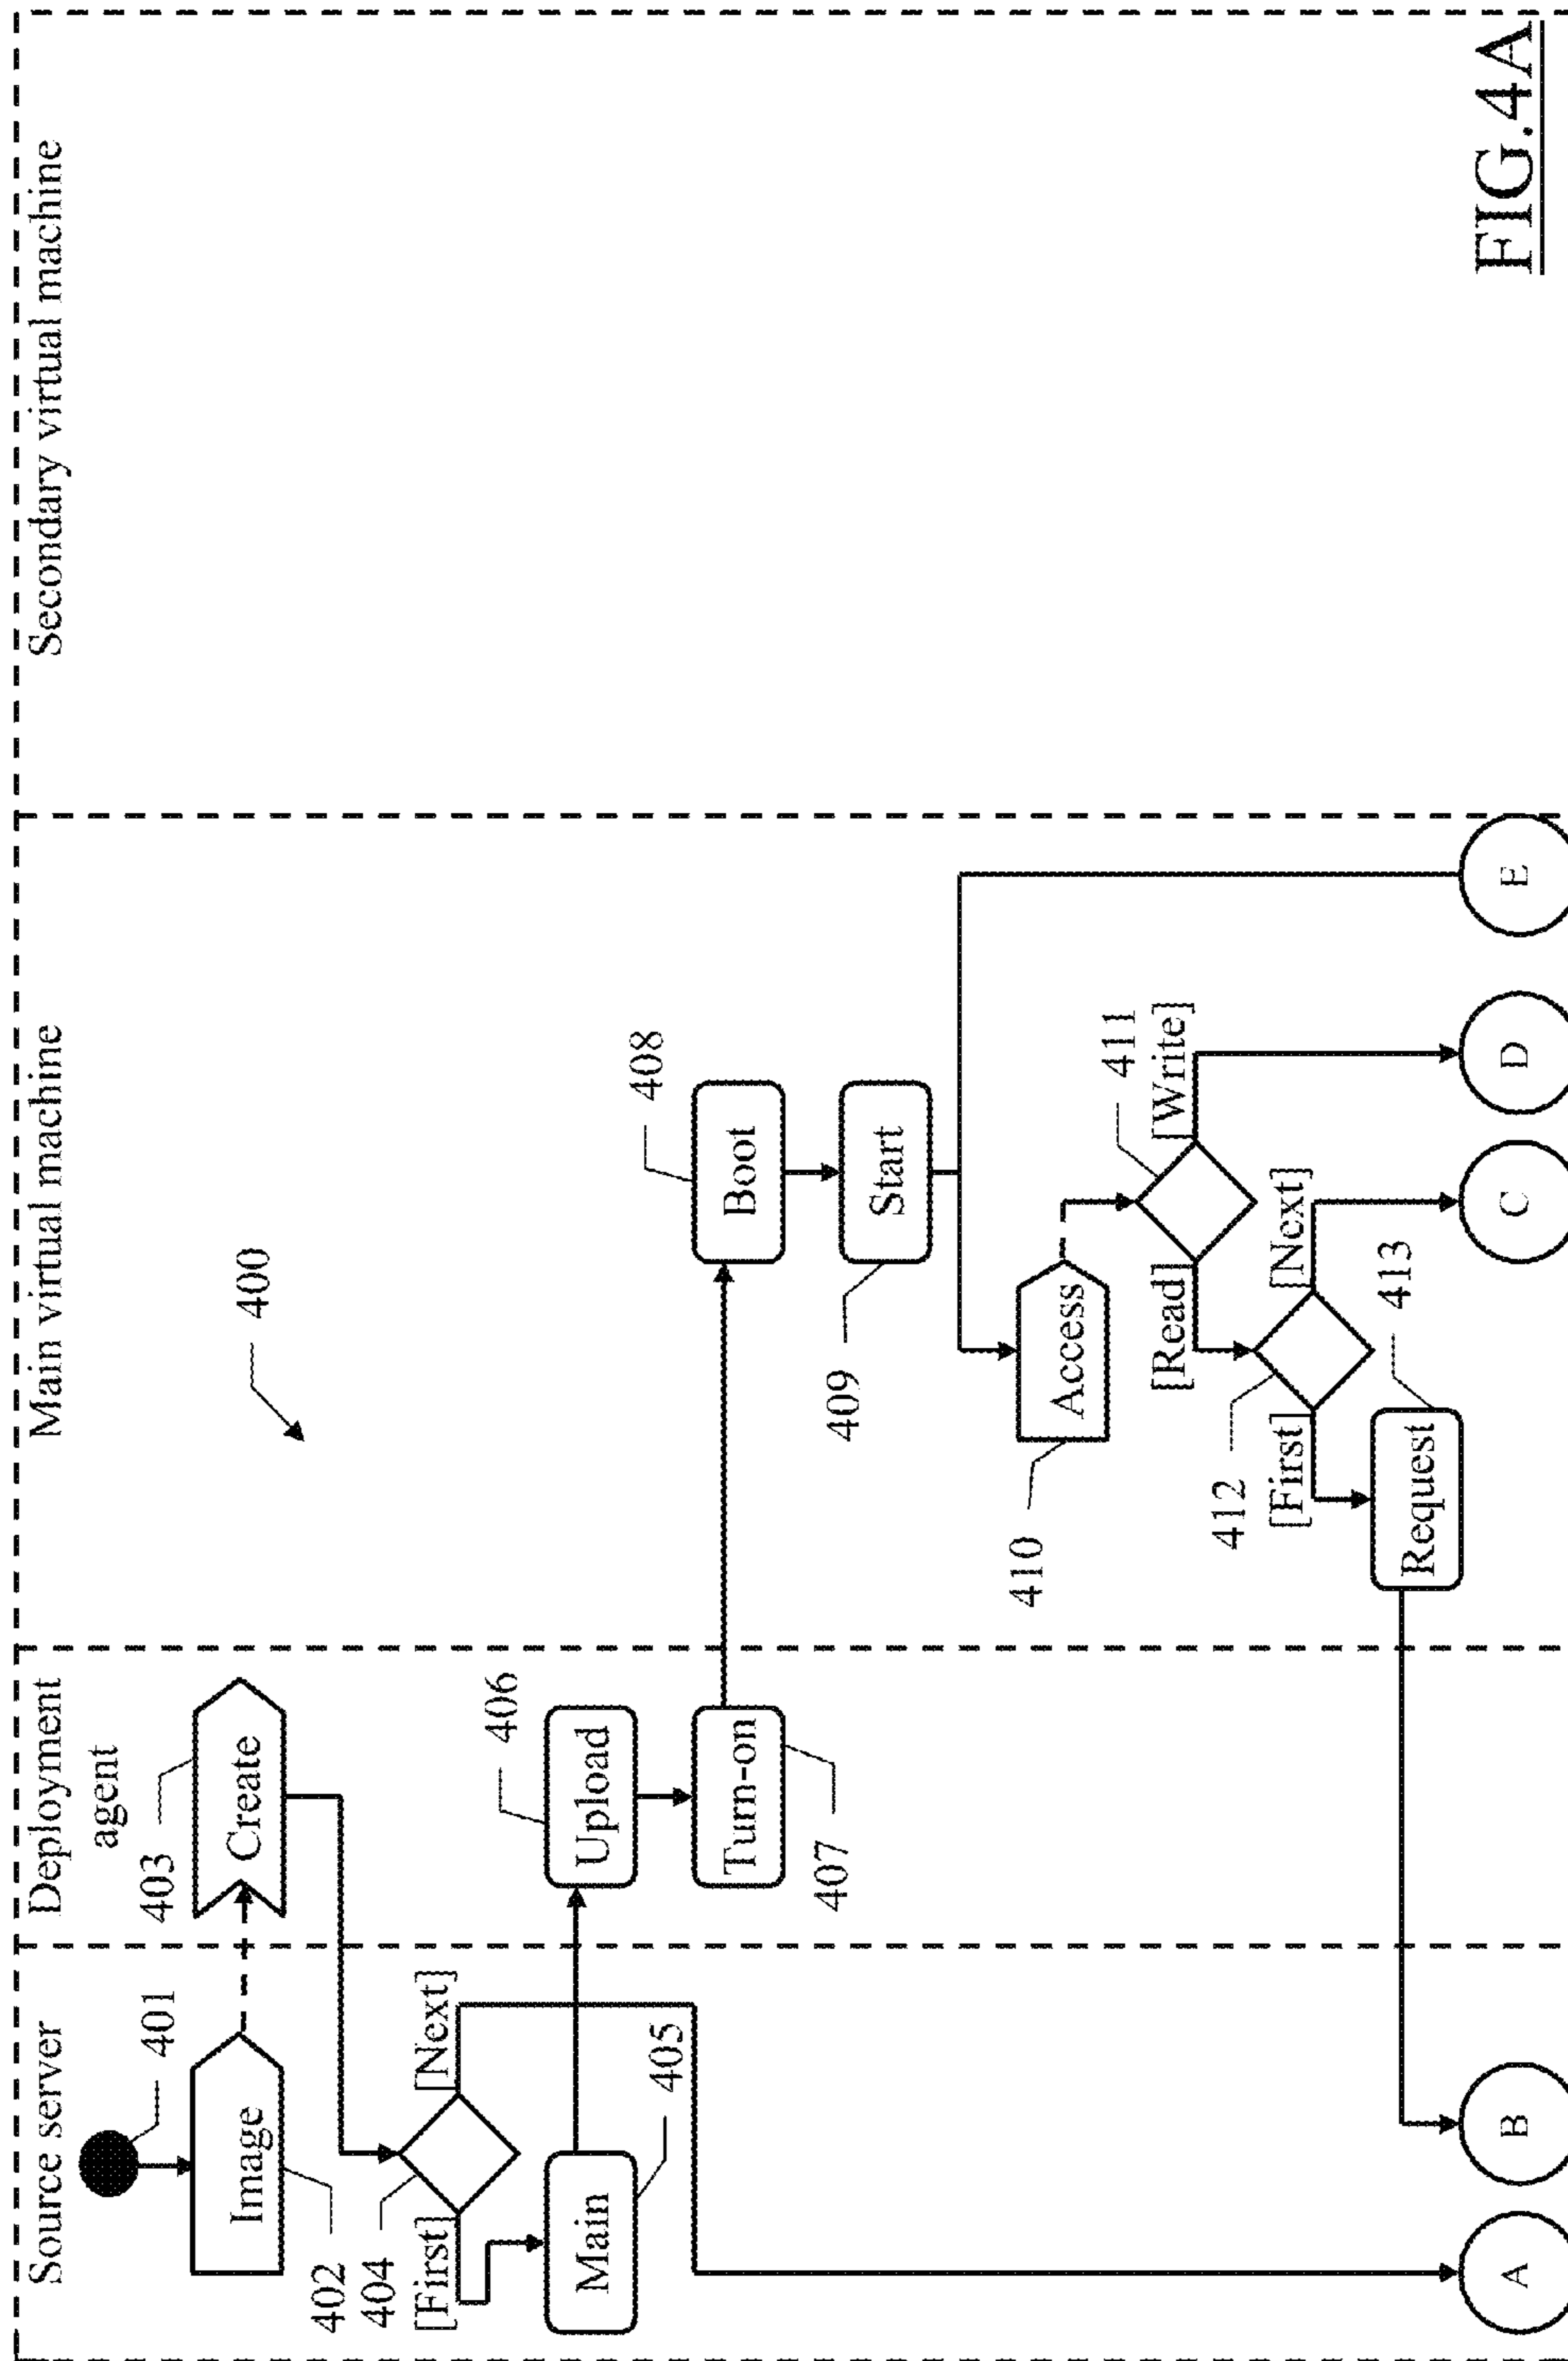 Source server
Deployment
agent
Main virtual machine
Secondary virtual machine
401
403
400
Image
Create
402
404
[First]
[Next]
406
408
Main
Upload
405
Turn-on
Boot
407
409
Start
410
Access
411
[Read]
[Write]
412
[First]
[Next]
Request
413
A
B
C
D
E
FIG.4A